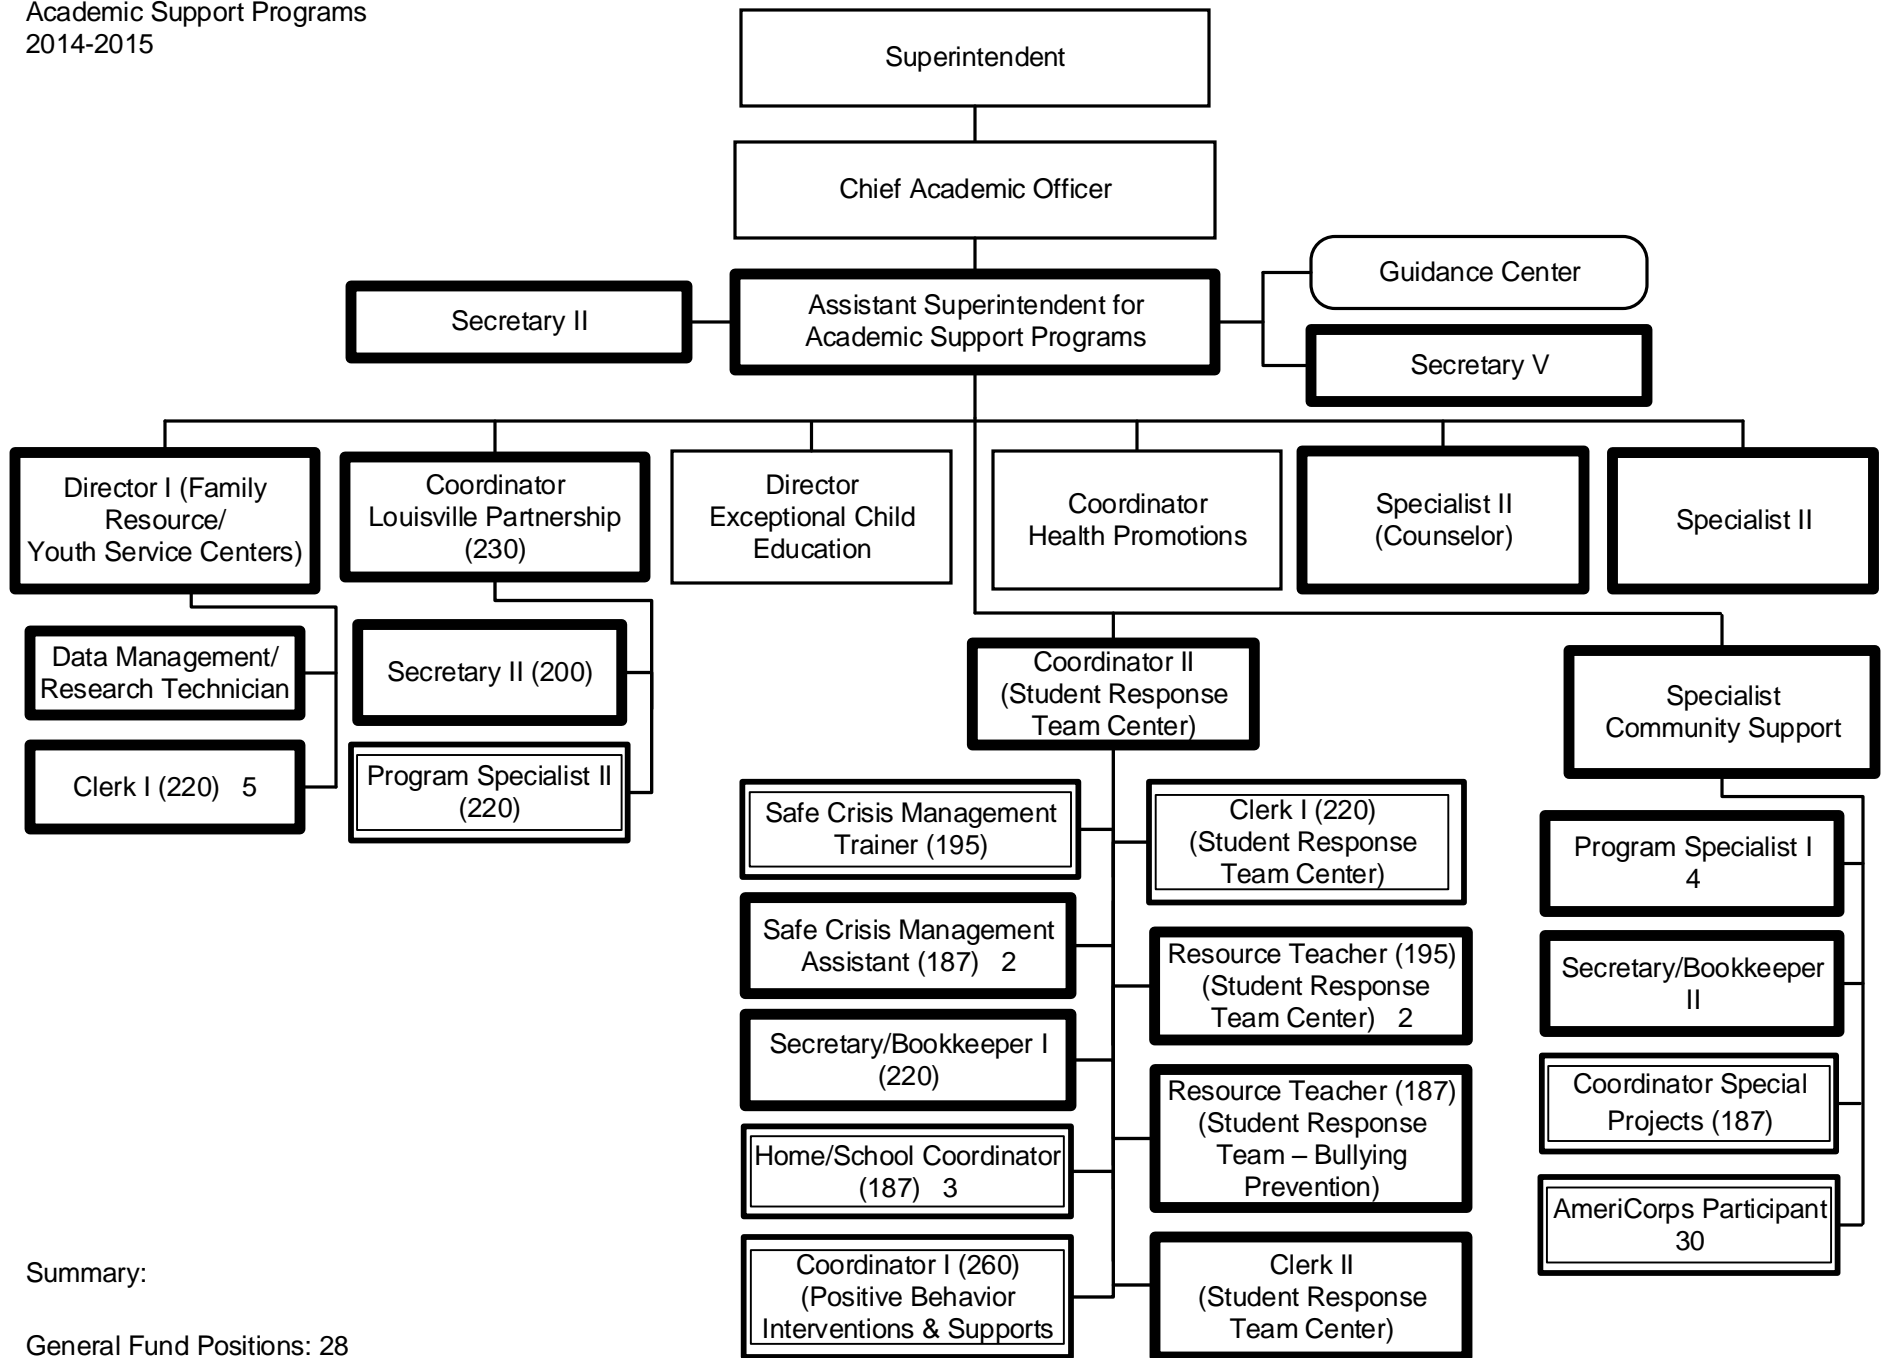 Academic Support Programs
2014-2015
Superintendent
Chief Academic Officer
Secretary II
Assistant Superintendent for
Academic Support Programs
Guidance Center
Secretary V
Director I (Family
Resource/
Youth Service Centers)
Coordinator
Louisville Partnership
(230)
Director
Exceptional Child
Education
Coordinator
Health Promotions
Specialist II
(Counselor)
Specialist II
Data Management/
Research Technician
Clerk I (220) 5
Secretary II (200)
Program Specialist II
(220)
Coordinator II
(Student Response
Team Center)
Specialist
Community Support
Safe Crisis Management
Trainer (195)
Safe Crisis Management
Assistant (187) 2
Secretary/Bookkeeper I
(220)
Home/School Coordinator
(187) 3
Coordinator I (260)
(Positive Behavior
Interventions & Supports
Clerk I (220)
(Student Response
Team Center)
Resource Teacher (195)
(Student Response
Team Center) 2
Resource Teacher (187)
(Student Response
Team – Bullying
Prevention)
Clerk II
(Student Response
Team Center)
Program Specialist I
4
Secretary/Bookkeeper
II
Coordinator Special
Projects (187)
AmeriCorps Participant
30
Summary:
General Fund Positions: 28